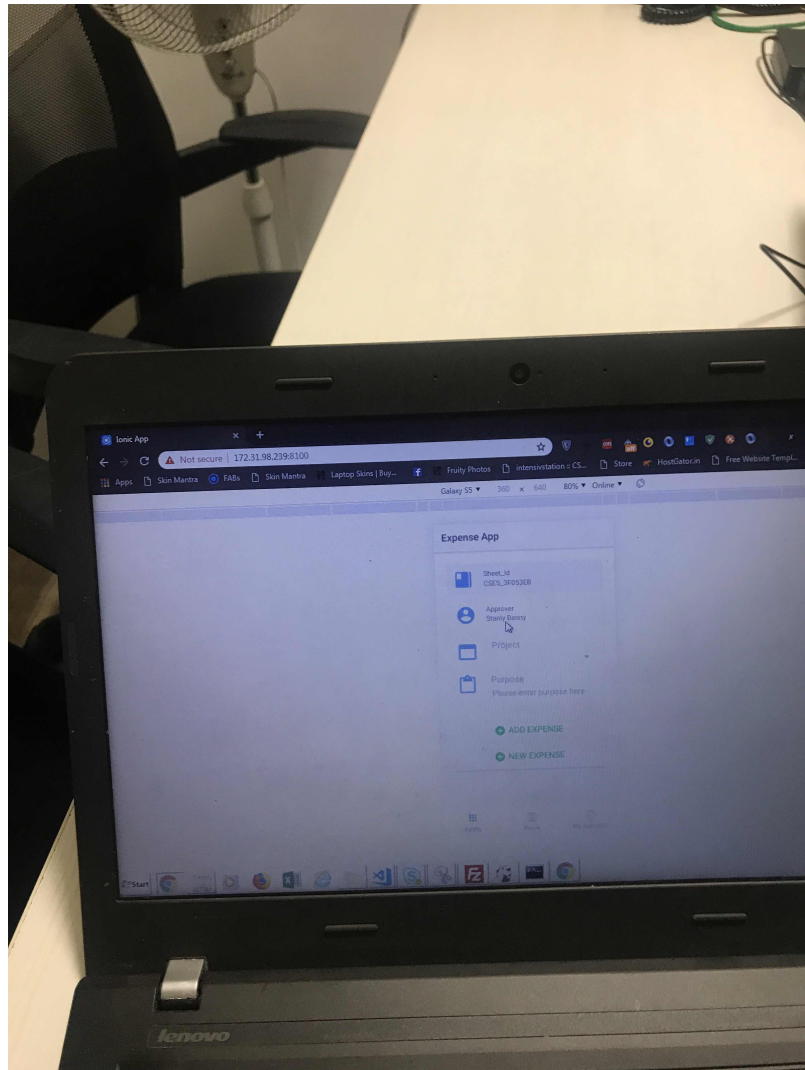 Ionic App
Not secure | 172.31.98.239:8100
Apps Skin Mantra FABs Skin Mantra Laptop Skins | Buy... Fruity Photos intensivstation :: CS... Store HostGator.in Free Website Templ...
Galaxy S5 360 x 640 80% Online
Expense App
Sheet_Id
CSES_3F053EB
Approver
Project
Purpose
Please enter purpose here
ADD EXPENSE
NEW EXPENSE
Start
lenovo